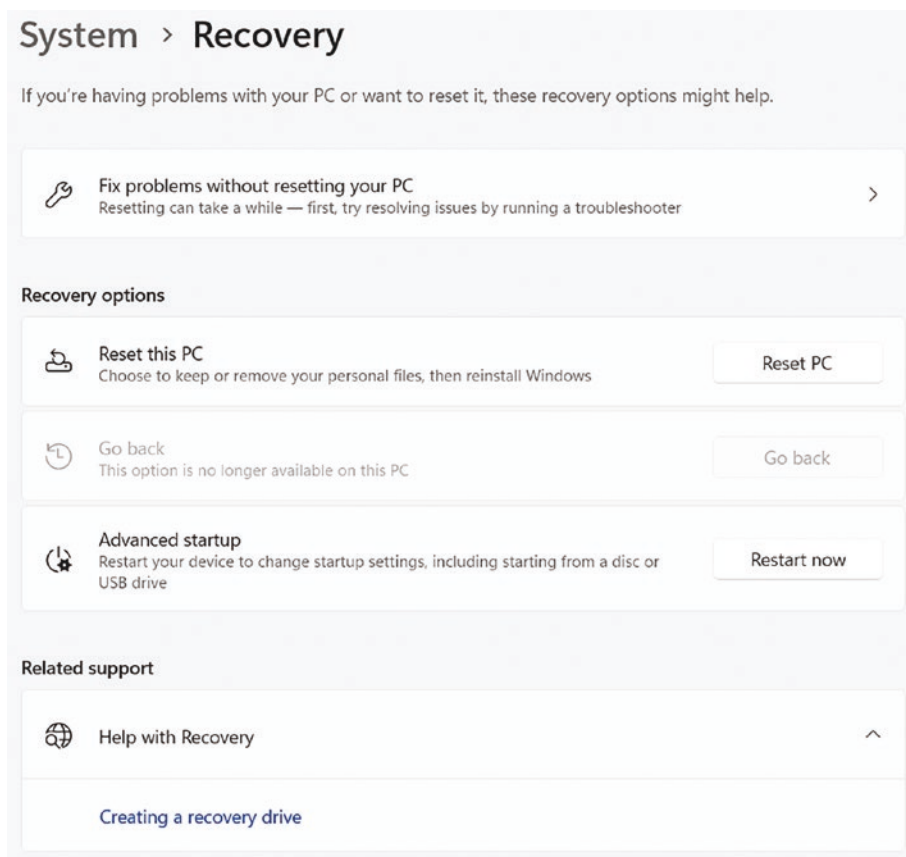 System > Recovery
If you're having problems with your PC or want to reset it, these recovery options might help.
Fix problems without resetting your PC
Resetting can take a while — first, try resolving issues by running a troubleshooter
Recovery options
Reset this PC
Choose to keep or remove your personal files, then reinstall Windows
Reset PC
Go back
This option is no longer available on this PC
Go back
Advanced startup
Restart your device to change startup settings, including starting from a disc or
USB drive
Restart now
Related support
Help with Recovery
Creating a recovery drive